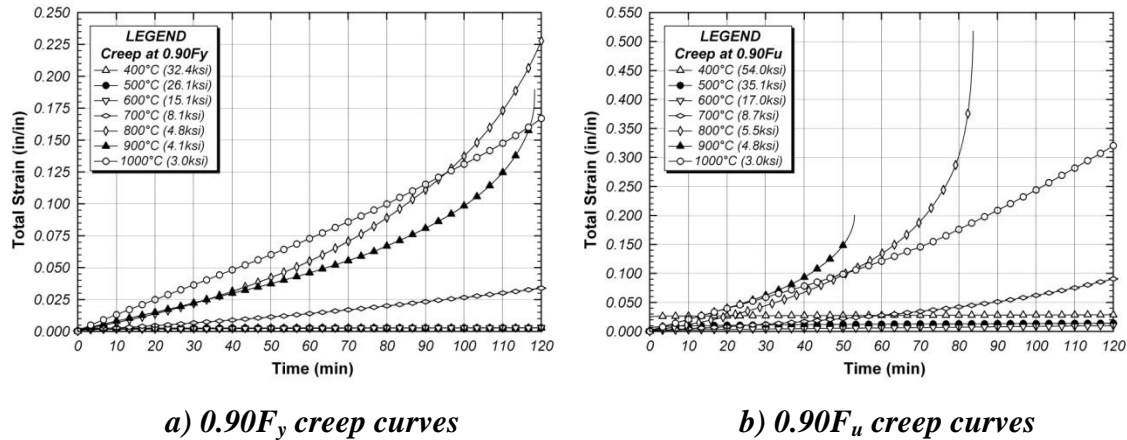 0.250
0.225
0.200
0.175
0.150
0.125
0.100
0.075
0.050
0.025
0.000
Total Strain (in/in)
LEGEND
Creep at 0.90Fy
400°C (32.4ksi)
500°C (26.1ksi)
600°C (15.1ksi)
700°C (8.1ksi)
800°C (4.8ksi)
900°C (4.1ksi)
1000°C (3.0ksi)
0 10 20 30 40 50 60 70 80 90 100 110 120
Time (min)
a) 0.90Fy creep curves
0.550
0.500
0.450
0.400
0.350
0.300
0.250
0.200
0.150
0.100
0.050
0.000
Total Strain (in/in)
LEGEND
Creep at 0.90Fu
400°C (54.0ksi)
500°C (35.1ksi)
600°C (17.0ksi)
700°C (8.7ksi)
800°C (5.5ksi)
900°C (4.8ksi)
1000°C (3.0ksi)
0 10 20 30 40 50 60 70 80 90 100 110 120
Time (min)
b) 0.90Fu creep curves